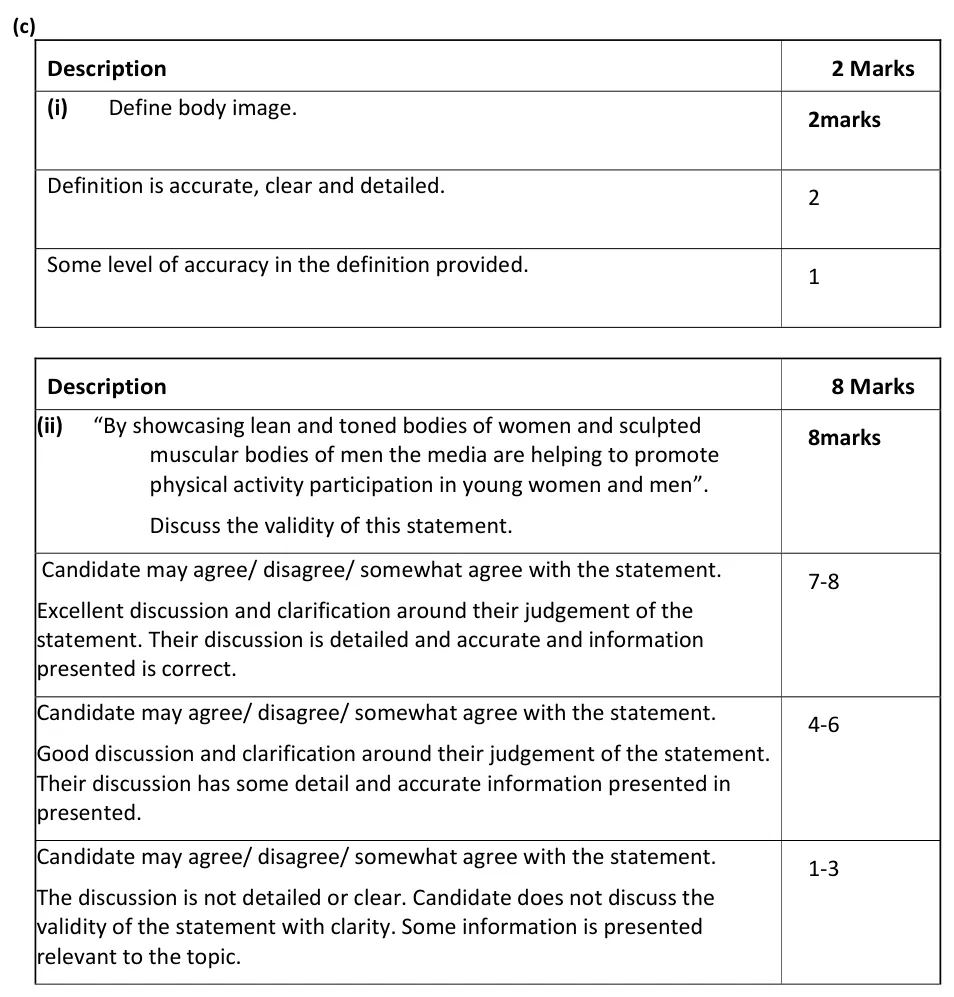 (c)
Description 2 Marks
(i) Define body image. 2marks
Definition is accurate, clear and detailed. 2
Some level of accuracy in the definition provided. 1
Description 8 Marks
(ii) “By showcasing lean and toned bodies of women and sculpted 8marks
muscular bodies of men the media are helping to promote
physical activity participation in young women and men”.
Discuss the validity of this statement.
Candidate may agree/ disagree/ somewhat agree with the statement. 7-8
Excellent discussion and clarification around their judgement of the
statement. Their discussion is detailed and accurate and information
presented is correct.
Candidate may agree/ disagree/ somewhat agree with the statement. 4-6
Good discussion and clarification around their judgement of the statement.
Their discussion has some detail and accurate information presented in
presented.
Candidate may agree/ disagree/ somewhat agree with the statement. 1-3
The discussion is not detailed or clear. Candidate does not discuss the
validity of the statement with clarity. Some information is presented
relevant to the topic.